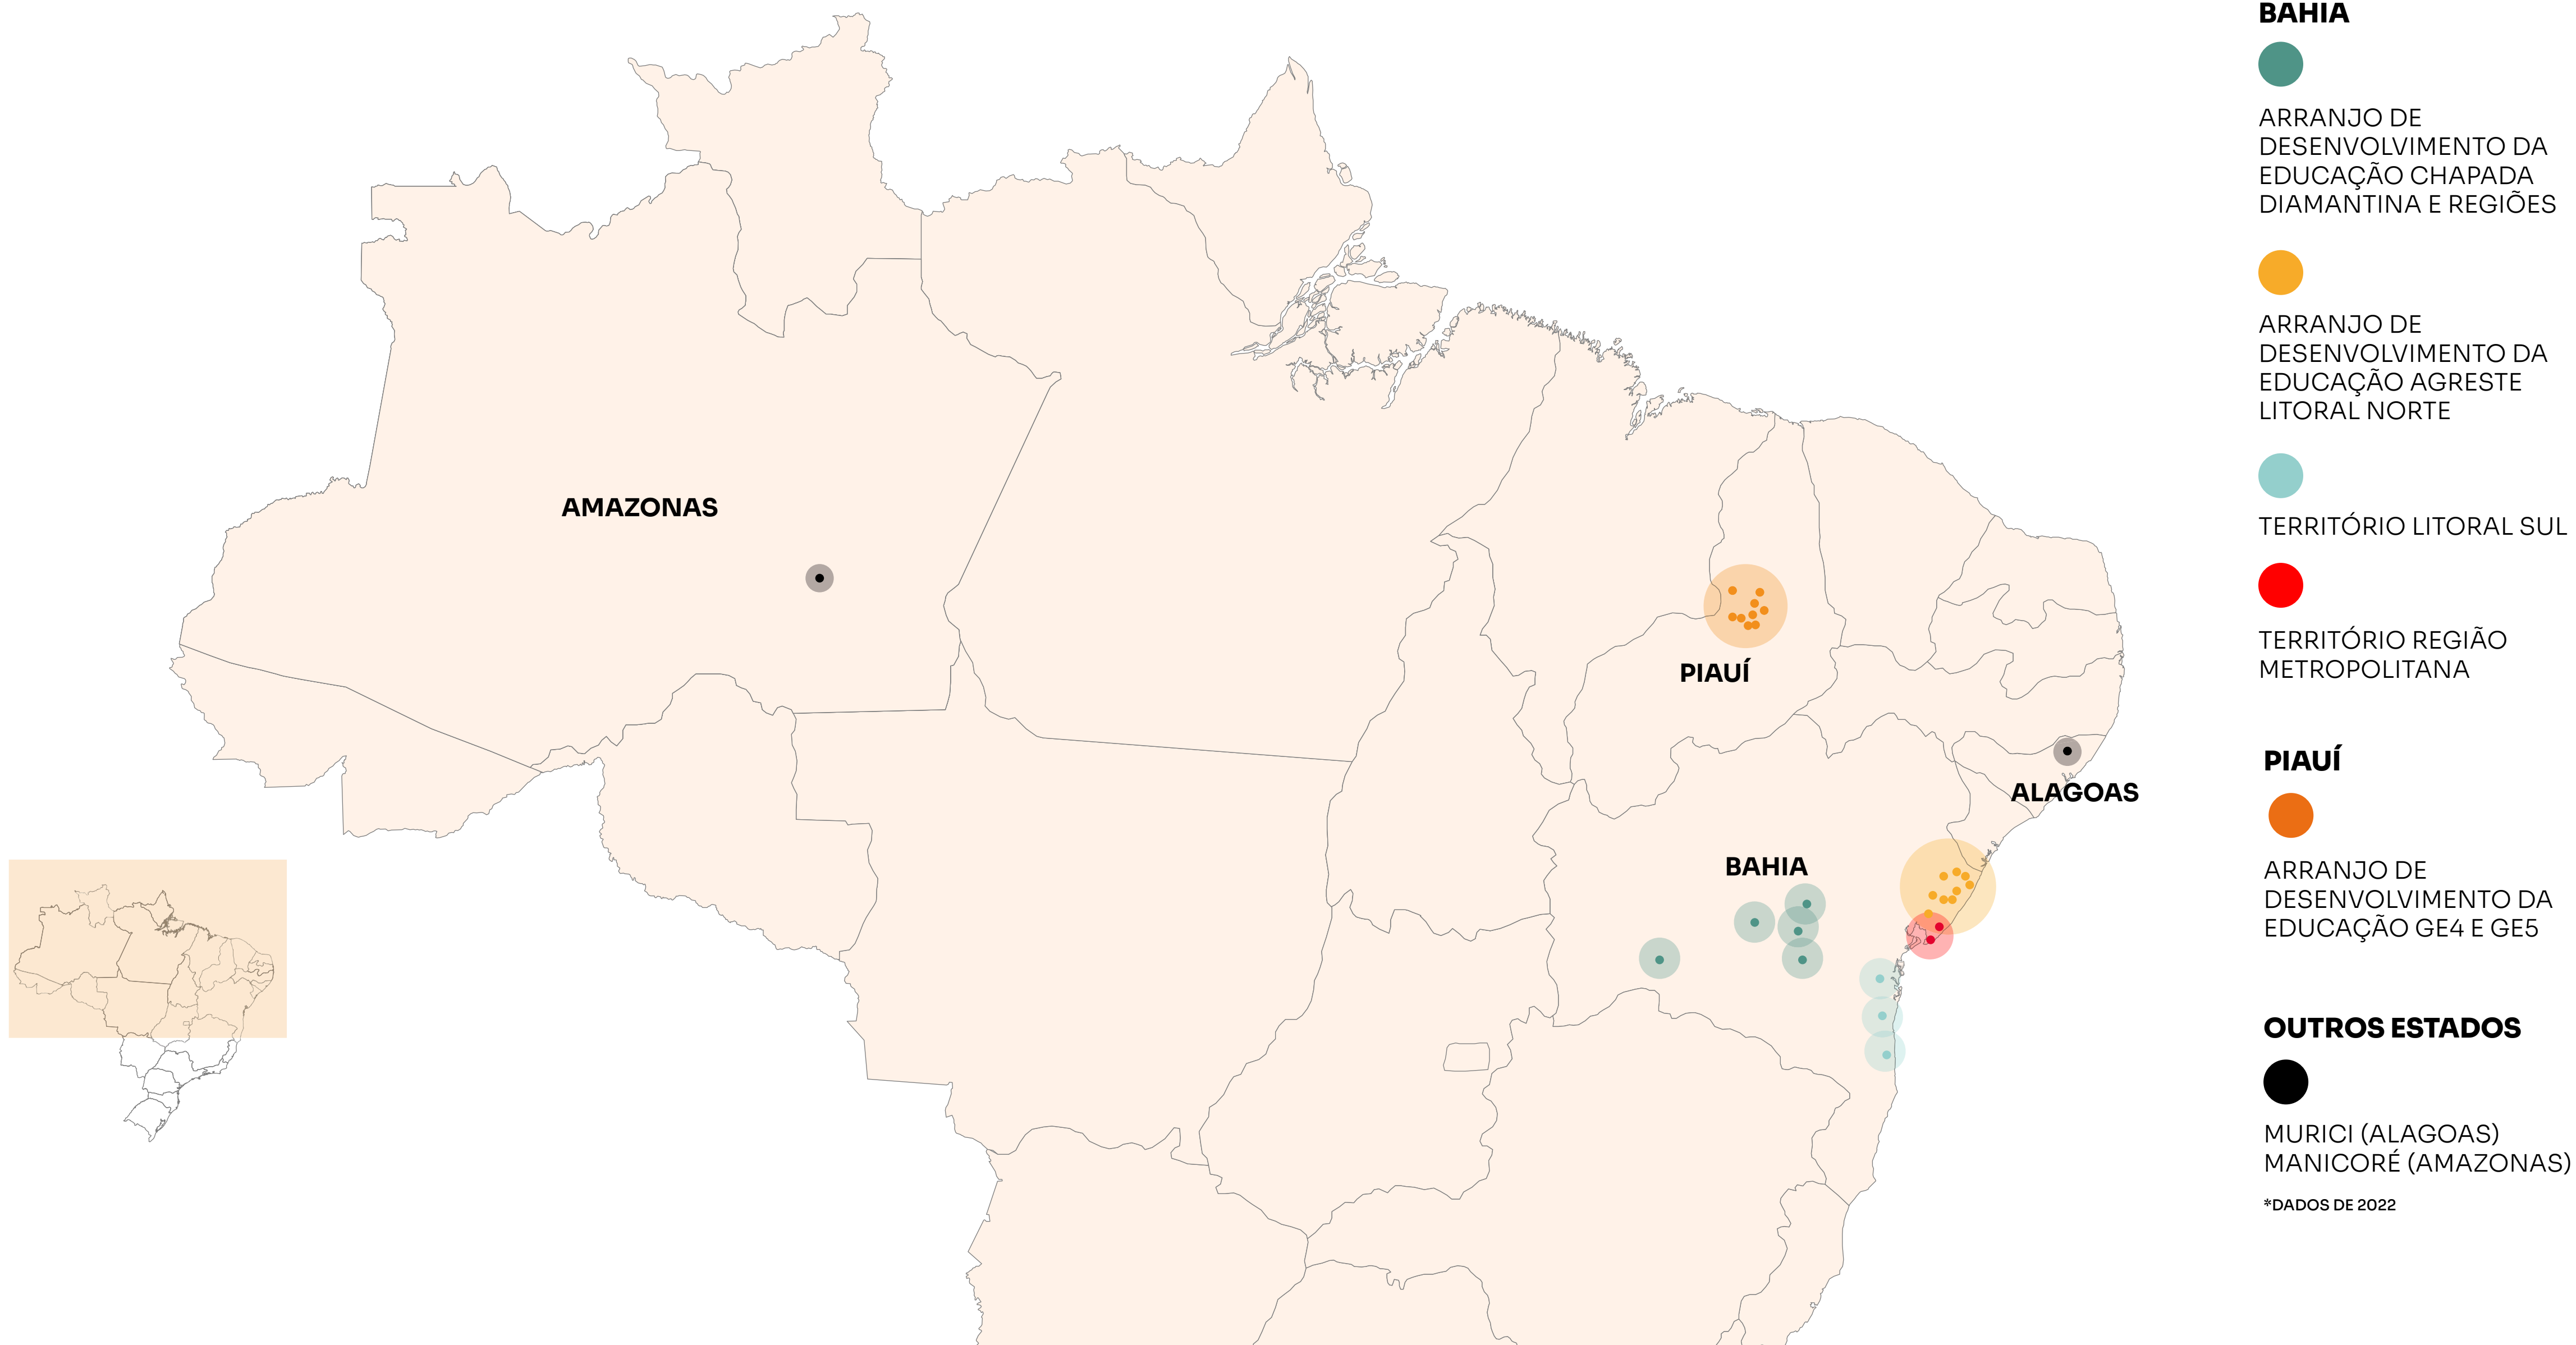 AMAZONAS
PIAUÍ
ALAGOAS
BAHIA
BAHIA
ARRANJO DE
DESENVOLVIMENTO DA
EDUCAÇÃO CHAPADA
DIAMANTINA E REGIÕES
ARRANJO DE
DESENVOLVIMENTO DA
EDUCAÇÃO AGRESTE
LITORAL NORTE
TERRITÓRIO LITORAL SUL
TERRITÓRIO REGIÃO
METROPOLITANA
PIAUÍ
ARRANJO DE
DESENVOLVIMENTO DA
EDUCAÇÃO GE4 E GE5
OUTROS ESTADOS
MURICI (ALAGOAS)
MANICORÉ (AMAZONAS)
*DADOS DE 2022